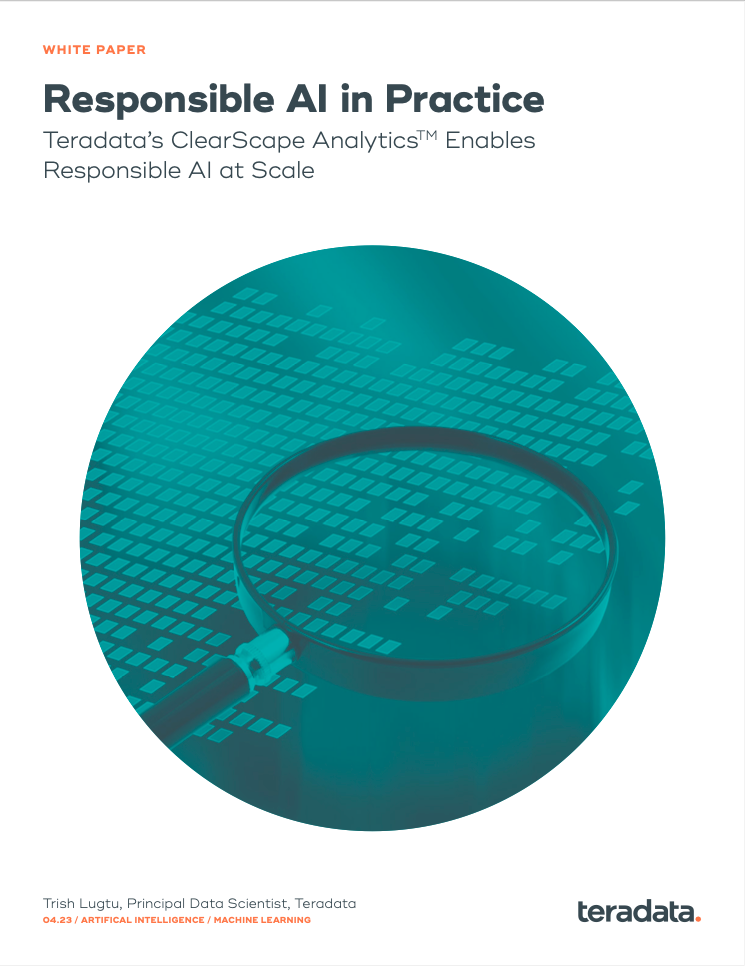 WHITE PAPER
Responsible AI in Practice
Teradata’s ClearScape Analytics™ Enables
Responsible AI at Scale
Trish Lugtu, Principal Data Scientist, Teradata
04.23 / ARTIFICAL INTELLIGENCE / MACHINE LEARNING
teradata.